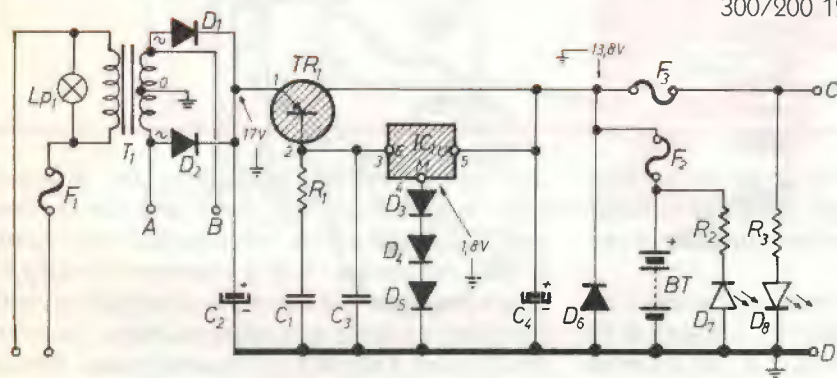 300/200
D1
TR1
13,8V
F3
Lp1
0
1
C
17V
T1
D2
2
3
E
IC1
U
5
M
4
F2
F1
R1
D3
1,8V
A
B
D4
R2
R3
BT
D5
C2
C1
C3
C4
D6
D7
D8
D